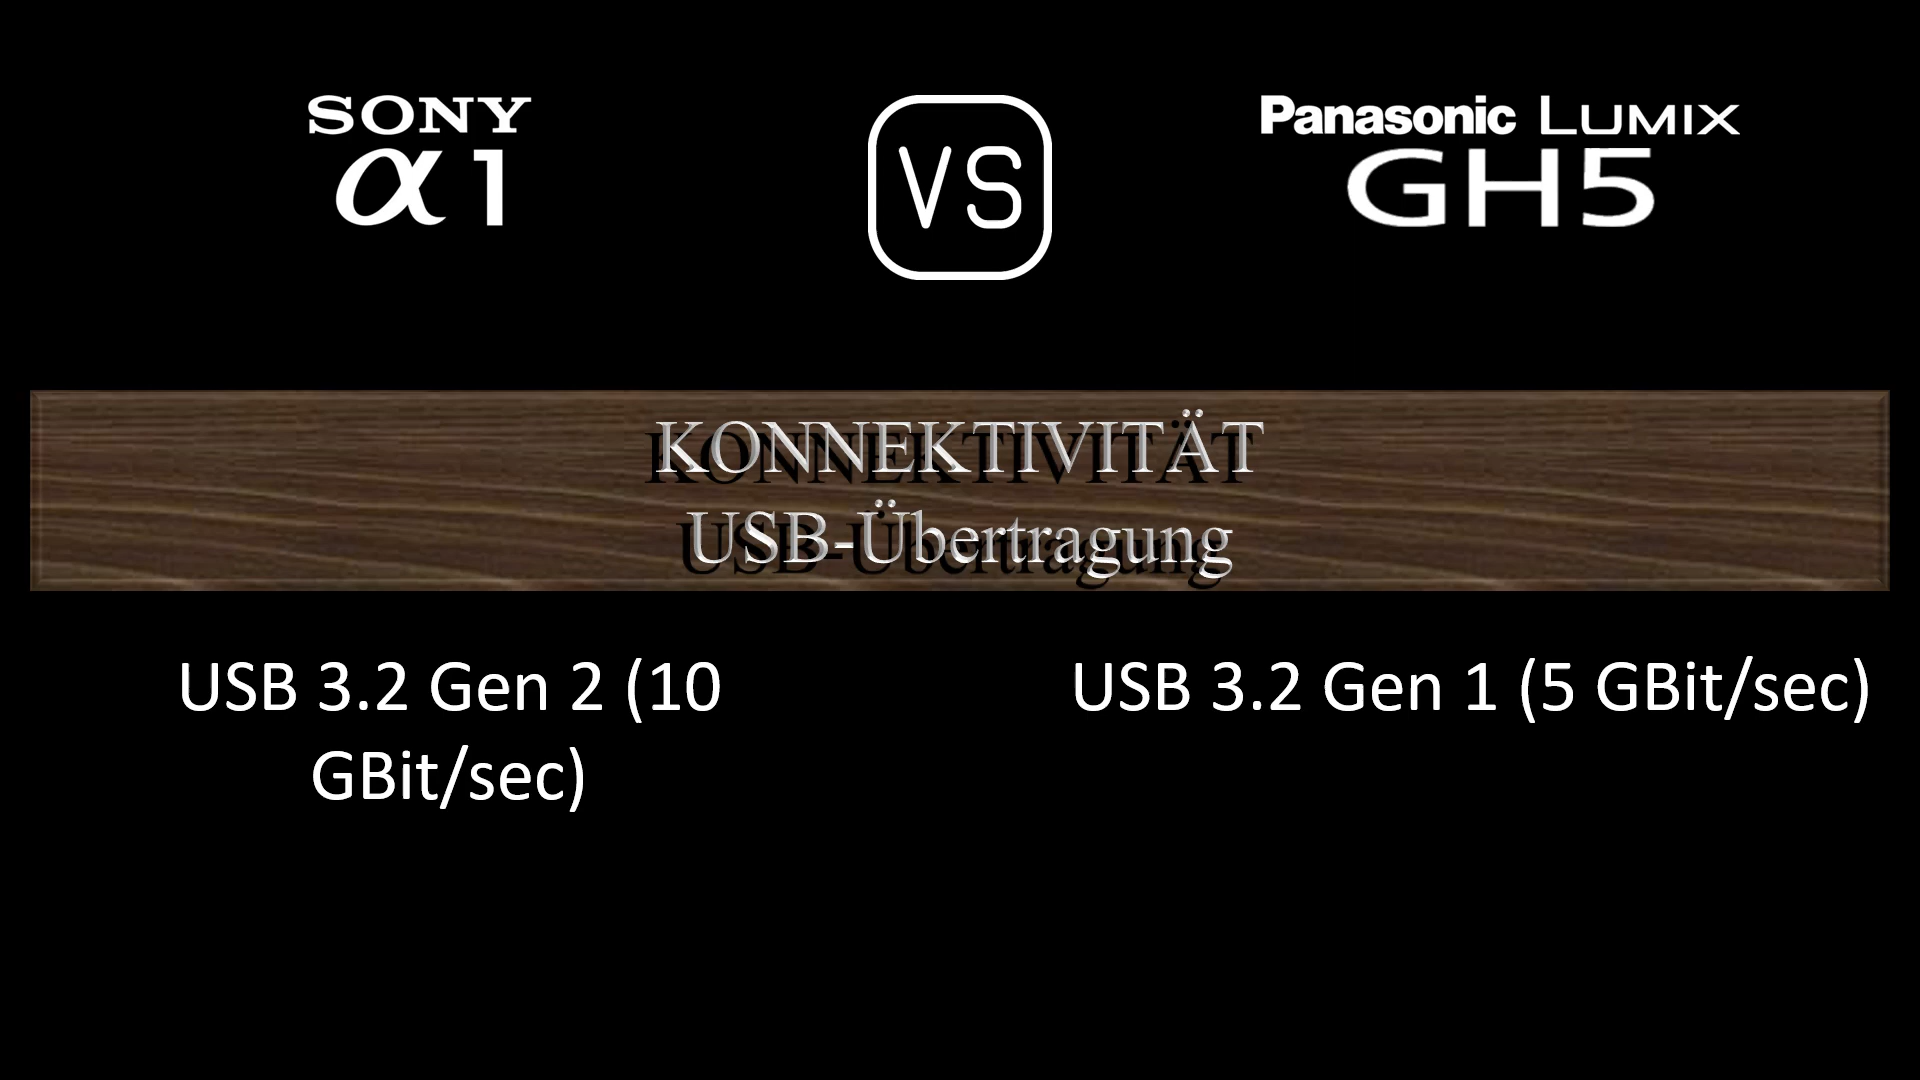 SONY
α1
VS
Panasonic LUMIX
GH5
KONNEKTIVITÄT
USB-Übertragung
USB 3.2 Gen 2 (10
GBit/sec)
USB 3.2 Gen 1 (5 GBit/sec)